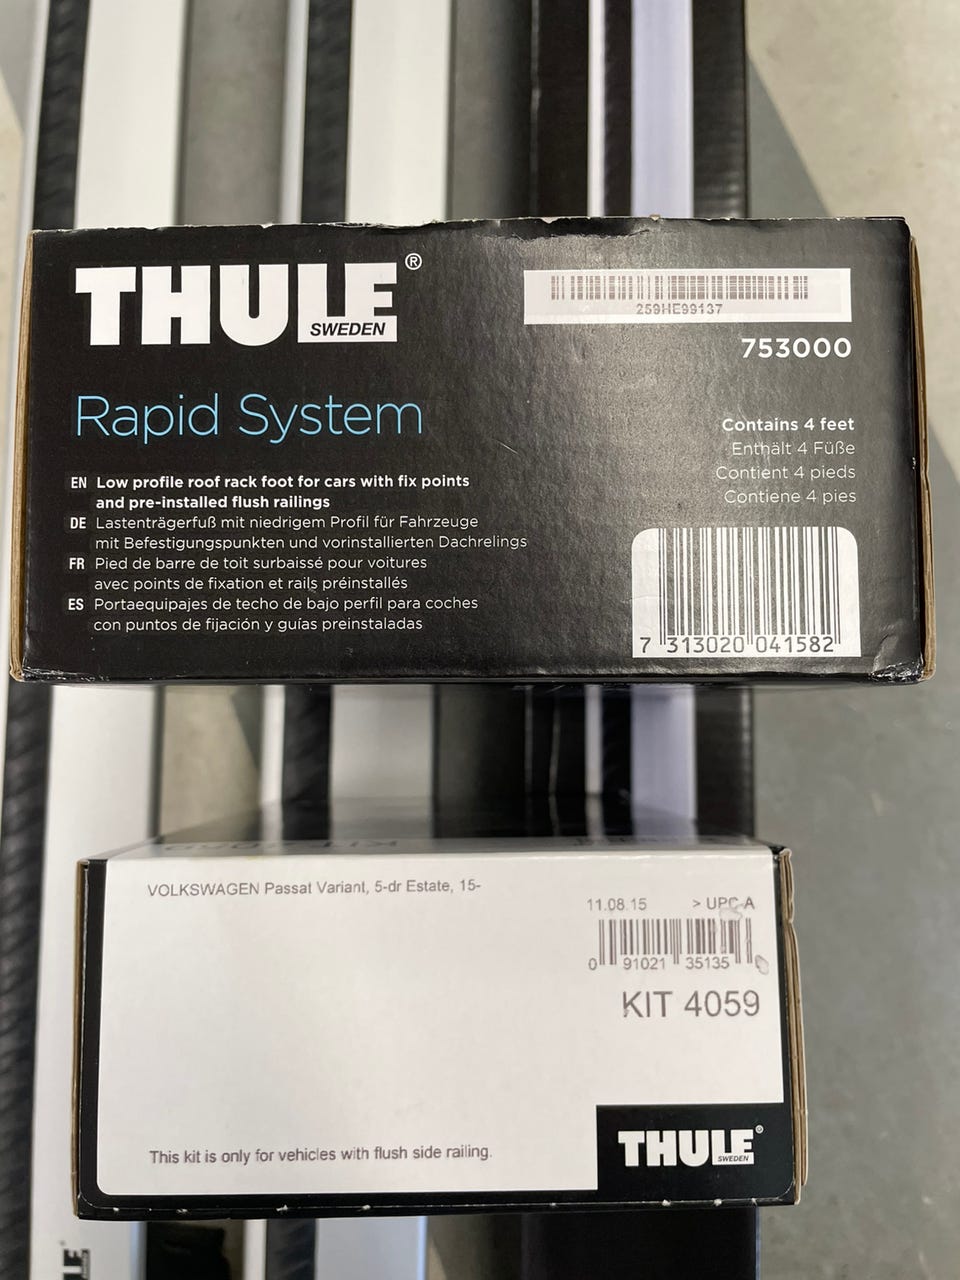 THULE®
SWEDEN
259HE99137
753000
Rapid System
Contains 4 feet
Enthält 4 Füße
Contient 4 pieds
Contiene 4 pies
EN Low profile roof rack foot for cars with fix points
and pre-installed flush railings
DE Lastenträgerfuß mit niedrigem Profil für Fahrzeuge
mit Befestigungspunkten und vorinstallierten Dachrelings
FR Pied de barre de toit surbaissé pour voitures
avec points de fixation et rails préinstallés
ES Portaequipajes de techo de bajo perfil para coches
con puntos de fijación y guías preinstaladas
7 313020 041582
VOLKSWAGEN Passat Variant, 5-dr Estate, 15-
11.08.15 > UPC-A
0 91021 35135
KIT 4059
This kit is only for vehicles with flush side railing.
THULE®
SWEDEN